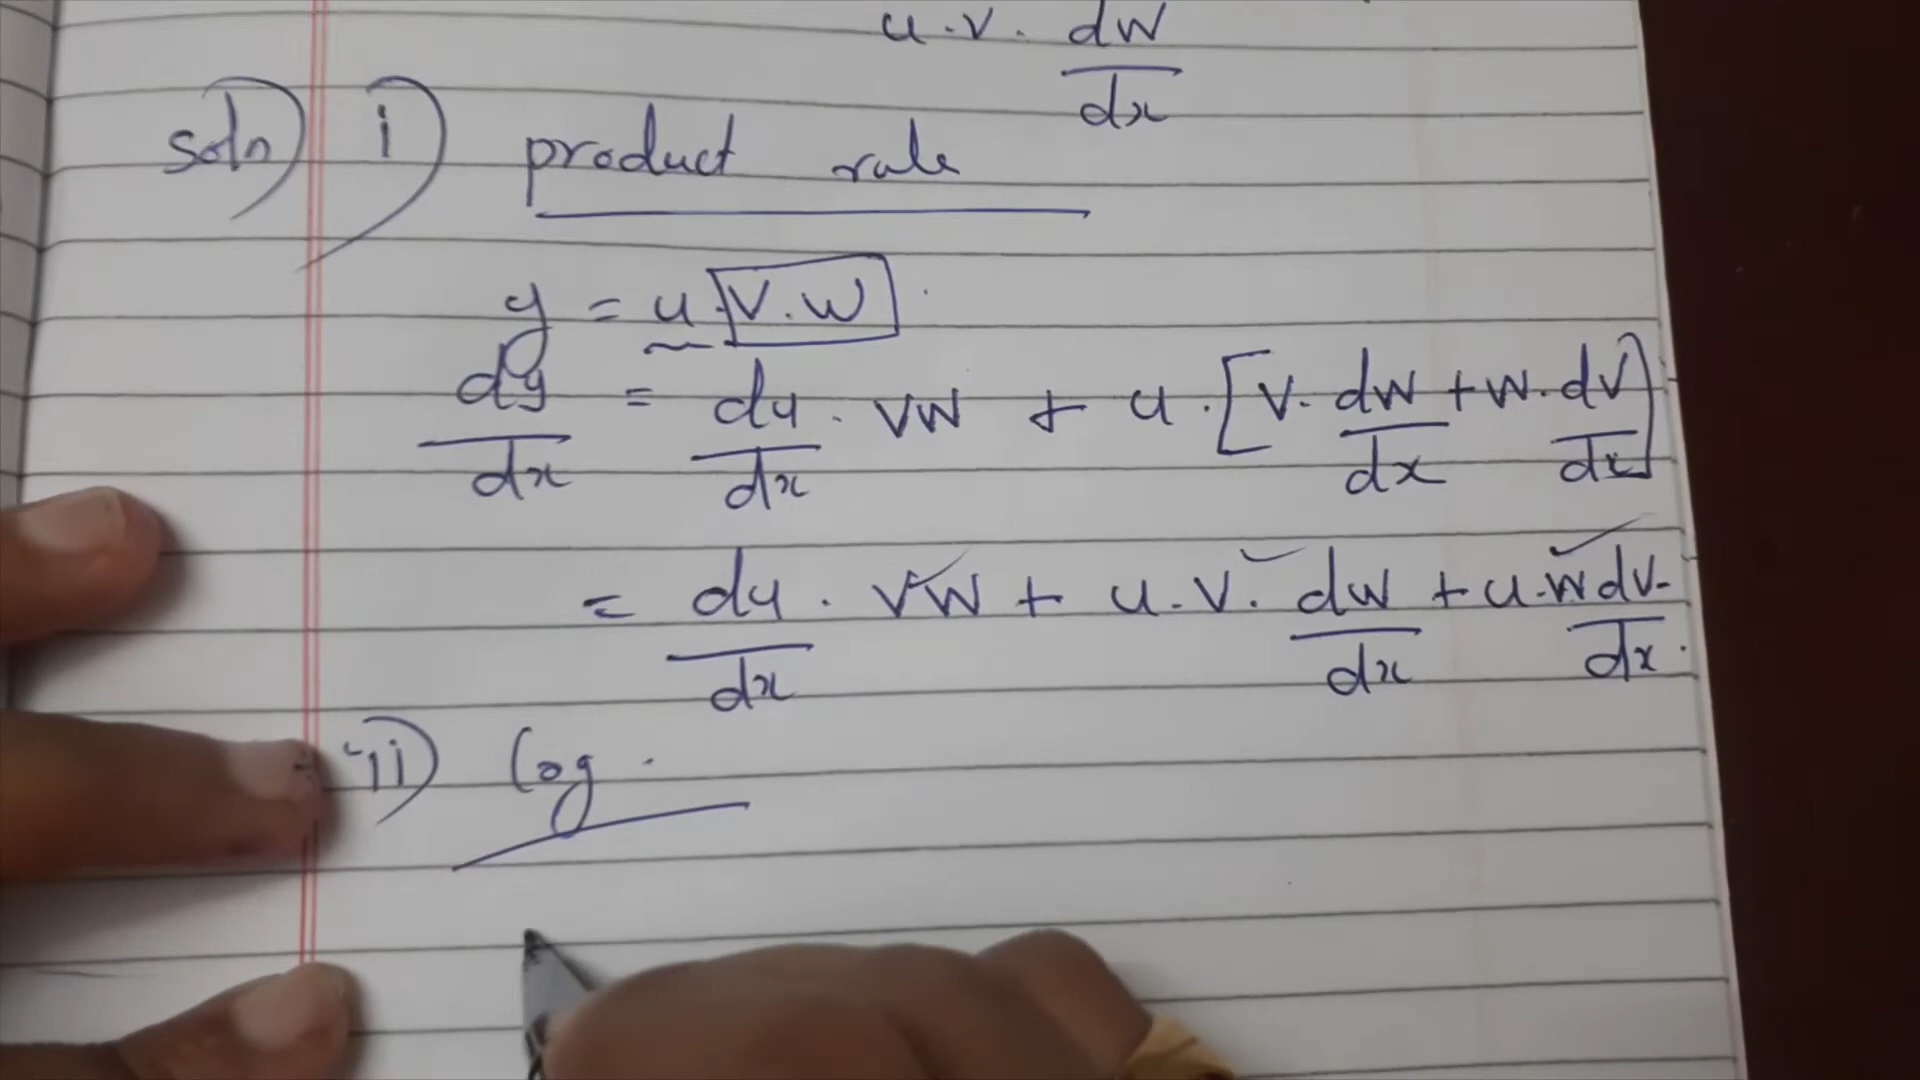 u.v. dw/dx
soln) i) product rule
y = u.v.w
dy/dx = du/dx . vw + u.[v. dw/dx + w. dv/dx]
= du/dx . vw + u.v. dw/dx + u.w dv/dx.
ii) log.